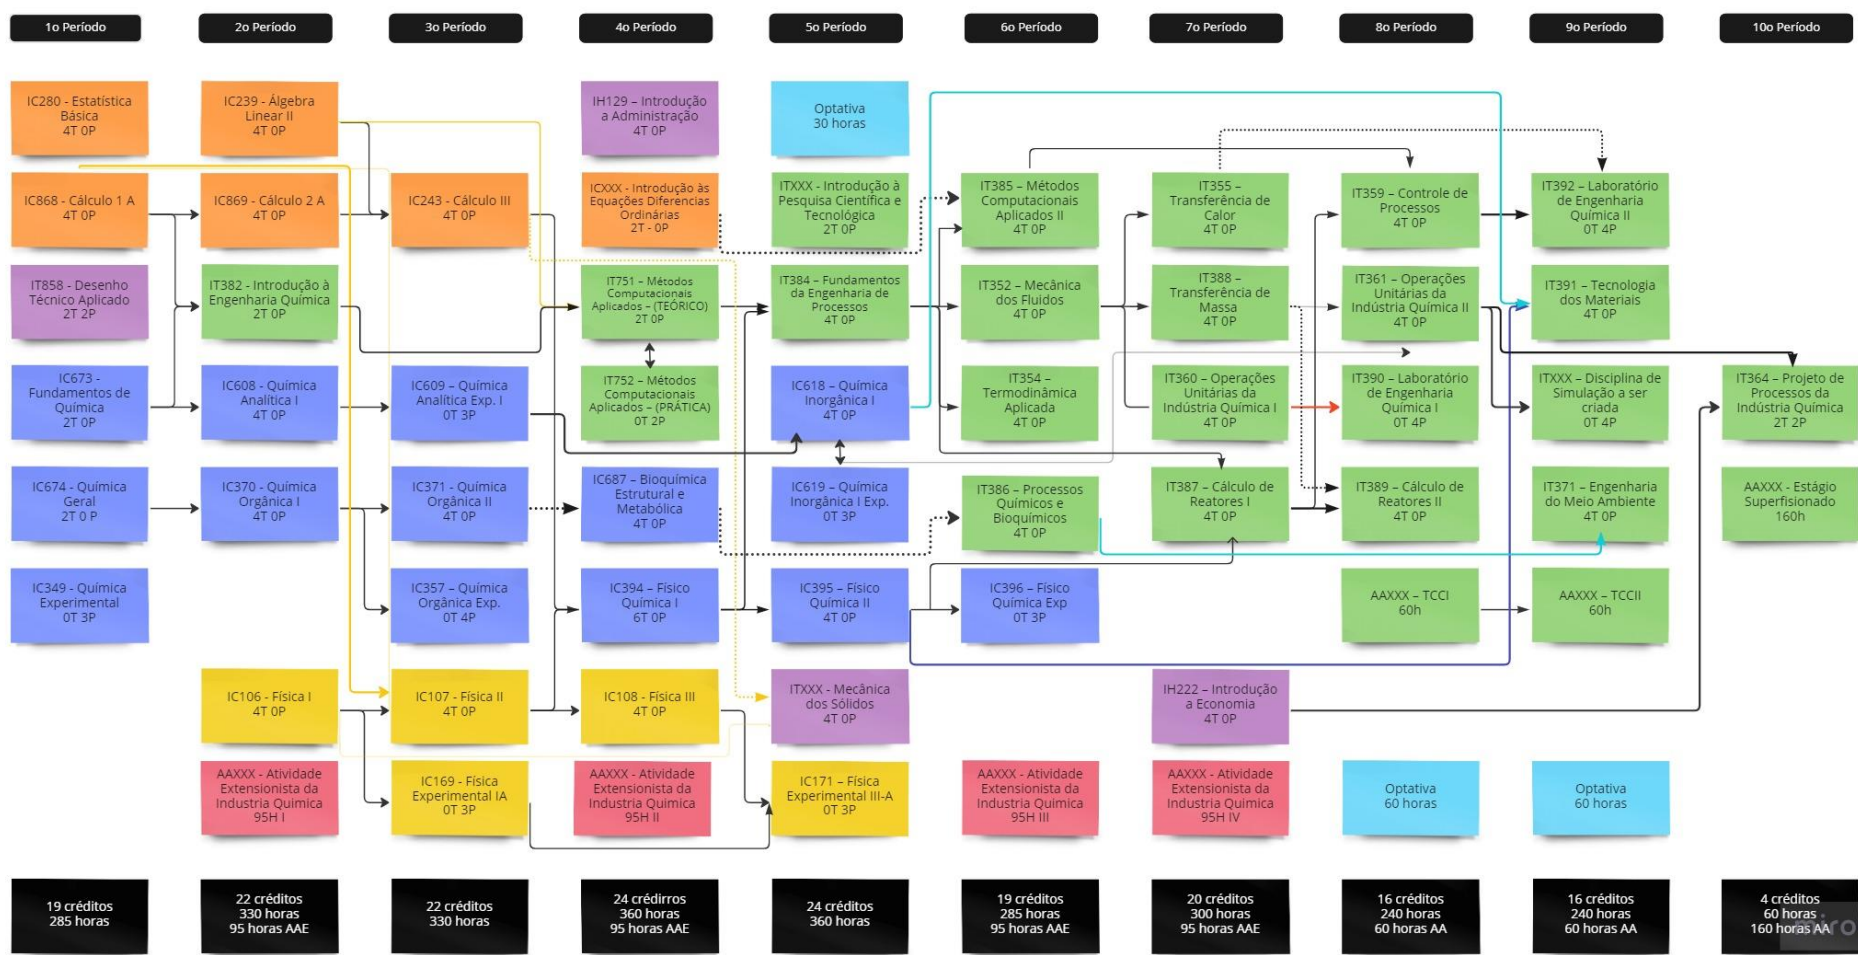 1o Período
2o Período
3o Período
4o Período
5o Período
6o Período
7o Período
8o Período
9o Período
10o Período
IC280 - Estatística
Básica
4T 0P
IC239 - Álgebra
Linear II
4T 0P
IH129 – Introdução
a Administração
4T 0P
Optativa
30 horas
IC868 – Cálculo 1 A
4T 0P
IC869 – Cálculo 2 A
4T 0P
IC243 – Cálculo III
4T 0P
ICXXX - Introdução às
Equações Diferencias
Ordinárias
2T - 0P
ITXXX - Introdução à
Pesquisa Científica e
Tecnológica
2T 0P
IT385 – Métodos
Computacionais
Aplicados II
4T 0P
IT355 –
Transferência de
Calor
4T 0P
IT359 – Controle de
Processos
4T 0P
IT392 – Laboratório
de Engenharia
Química II
0T 4P
IT858 – Desenho
Técnico Aplicado
2T 2P
IT382 - Introdução à
Engenharia Química
2T 0P
IT751 – Métodos
Computacionais
Aplicados – (TEÓRICO)
2T 0P
IT384 – Fundamentos
da Engenharia de
Processos
4T 0P
IT352 – Mecânica
dos Fluidos
4T 0P
IT388 –
Transferência de
Massa
4T 0P
IT361 – Operações
Unitárias da
Indústria Química II
4T 0P
IT391 – Tecnologia
dos Materiais
4T 0P
IC673 -
Fundamentos de
Química
2T 0P
IC608 - Química
Analítica I
4T 0P
IC609 – Química
Analítica Exp. I
0T 3P
IT752 – Métodos
Computacionais
Aplicados – (PRÁTICA)
0T 2P
IC618 – Química
Inorgânica I
4T 0P
IT354 –
Termodinâmica
Aplicada
4T 0P
IT360 – Operações
Unitárias da
Indústria Química I
4T 0P
IT390 – Laboratório
de Engenharia
Química I
0T 4P
ITXXX – Disciplina de
Simulação a ser
criada
0T 4P
IT364 – Projeto de
Processos da
Indústria Química
2T 2P
IC674 - Química
Geral
2T 0 P
IC370 - Química
Orgânica I
4T 0P
IC371 – Química
Orgânica II
4T 0P
IC687 – Bioquímica
Estrutural e
Metabólica
4T 0P
IC619 – Química
Inorgânica I Exp.
0T 3P
IT386 – Processos
Químicos e
Bioquímicos
4T 0P
IT387 – Cálculo de
Reatores I
4T 0P
IT389 – Cálculo de
Reatores II
4T 0P
IT371 – Engenharia
do Meio Ambiente
4T 0P
AAXXX - Estágio
Superfisionado
160h
IC349 - Química
Experimental
0T 3P
IC357 – Química
Orgânica Exp.
0T 4P
IC394 – Físico
Química I
6T 0P
IC395 – Físico
Química II
4T 0P
IC396 – Físico
Química Exp
0T 3P
AAXXX – TCCI
60h
AAXXX – TCCII
60h
IC106 - Física I
4T 0P
IC107 – Física II
4T 0P
IC108 - Física III
4T 0P
ITXXX - Mecânica
dos Sólidos
4T 0P
IH222 – Introdução
a Economia
4T 0P
AAXXX - Atividade
Extensionista da
Industria Quimica
95H I
IC169 - Física
Experimental IA
0T 3P
AAXXX - Atividade
Extensionista da
Industria Quimica
95H II
IC171 – Física
Experimental III-A
0T 3P
AAXXX - Atividade
Extensionista da
Industria Quimica
95H III
AAXXX - Atividade
Extensionista da
Industria Quimica
95H IV
Optativa
60 horas
Optativa
60 horas
19 créditos
285 horas
22 créditos
330 horas
95 horas AAE
22 créditos
330 horas
24 crédirros
360 horas
95 horas AAE
24 créditos
360 horas
19 créditos
285 horas
95 horas AAE
20 créditos
300 horas
95 horas AAE
16 créditos
240 horas
60 horas AA
16 créditos
240 horas
60 horas AA
4 créditos
60 horas
160 horas AA
miro